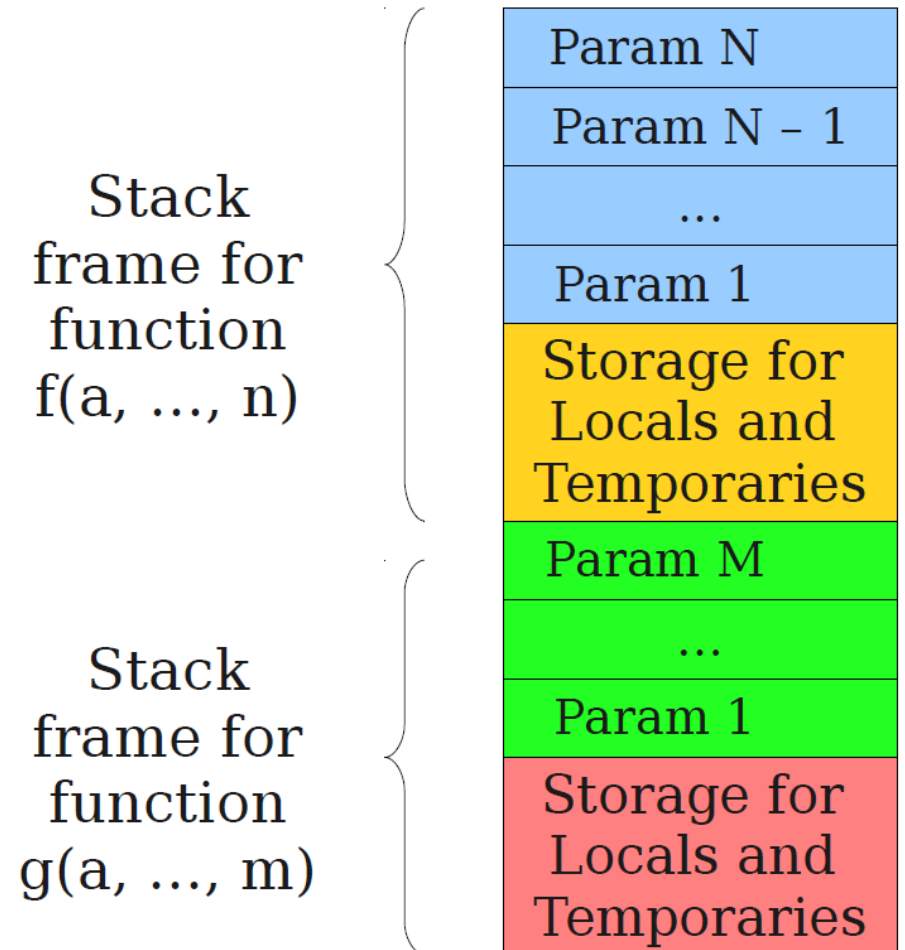 Stack
frame for
function
f(a, …, n)
Param N
Param N – 1
...
Param 1
Storage for
Locals and
Temporaries
Stack
frame for
function
g(a, …, m)
Param M
...
Param 1
Storage for
Locals and
Temporaries